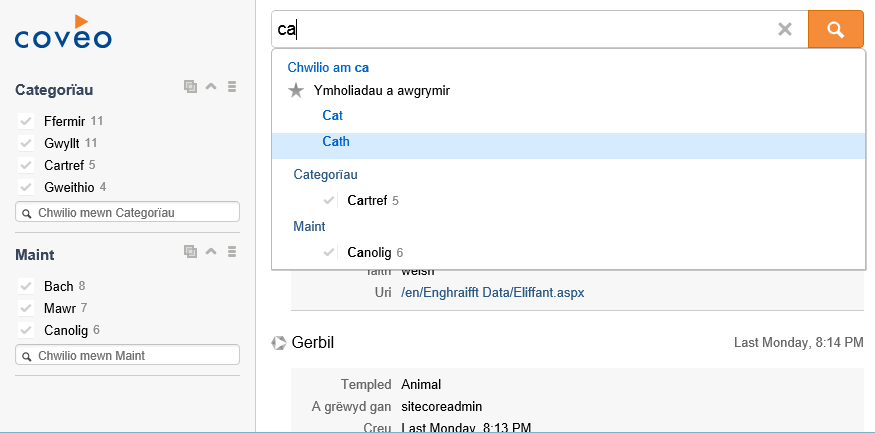 coveo
Categorïau
Ffermir 11
Gwyllt 11
Cartref 5
Gweithio 4
Chwilio mewn Categorïau
Maint
Bach 8
Mawr 7
Canolig 6
Chwilio mewn Maint
ca
Chwilio am ca
Ymholiadau a awgrymir
Cat
Cath
Categorïau
Cartref 5
Maint
Canolig 6
Iaith welsh
Uri /en/Enghraifft Data/Eliffant.aspx
Gerbil Last Monday, 8:14 PM
Templed Animal
A grëwyd gan sitecoreadmin
Creu Last Monday, 8:13 PM